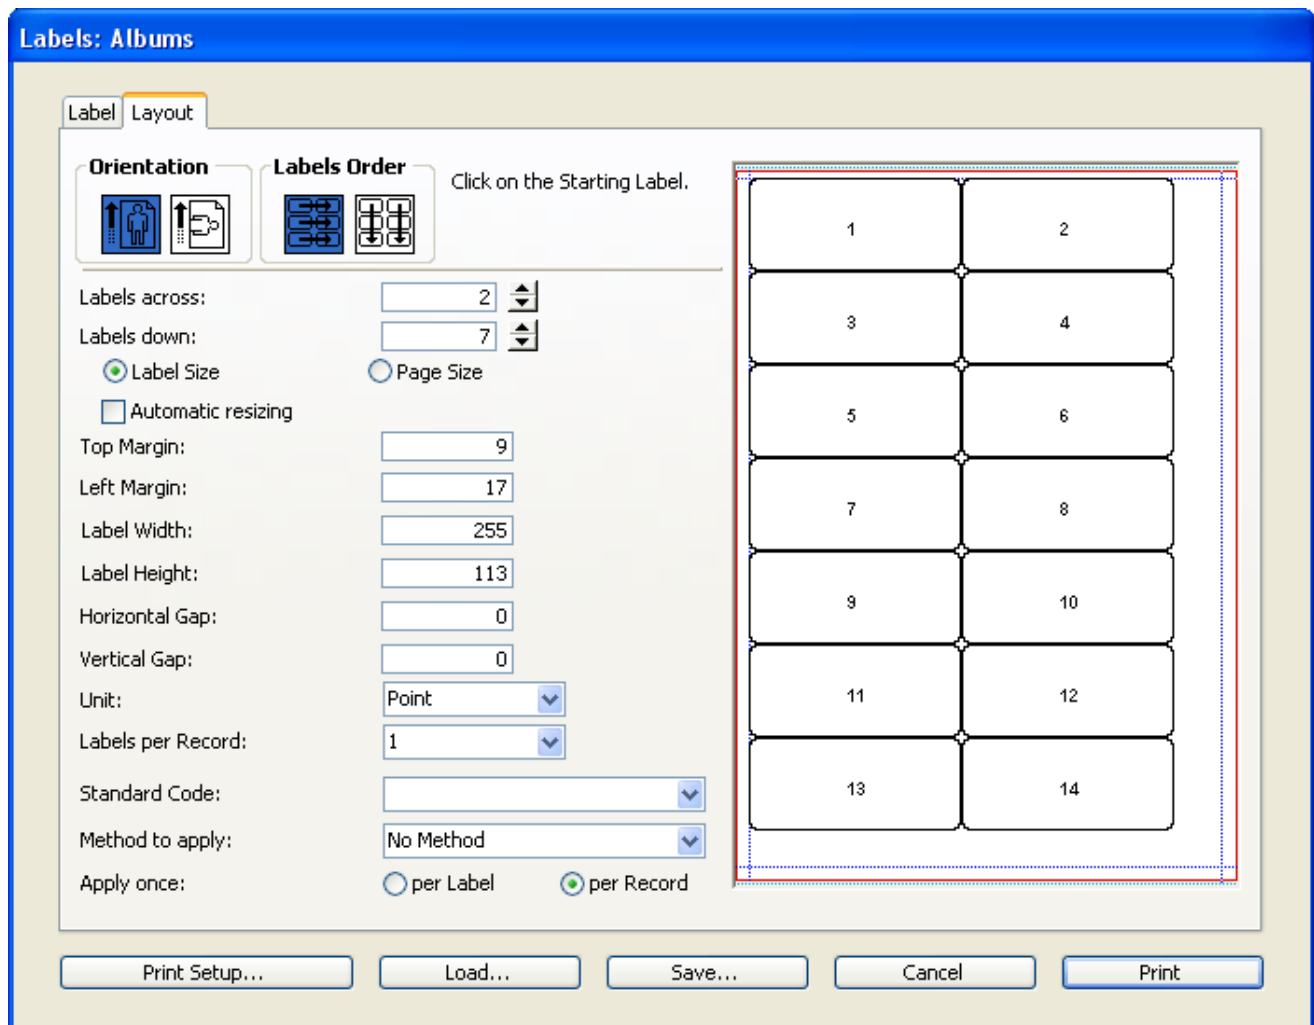 Labels: Albums
Label
Layout
Orientation
Labels Order
Click on the Starting Label.
Labels across:
2
Labels down:
7
Label Size
Page Size
Automatic resizing
Top Margin:
9
Left Margin:
17
Label Width:
255
Label Height:
113
Horizontal Gap:
0
Vertical Gap:
0
Unit:
Point
Labels per Record:
1
Standard Code:
Method to apply:
No Method
Apply once:
per Label
per Record
1
2
3
4
5
6
7
8
9
10
11
12
13
14
Print Setup...
Load...
Save...
Cancel
Print